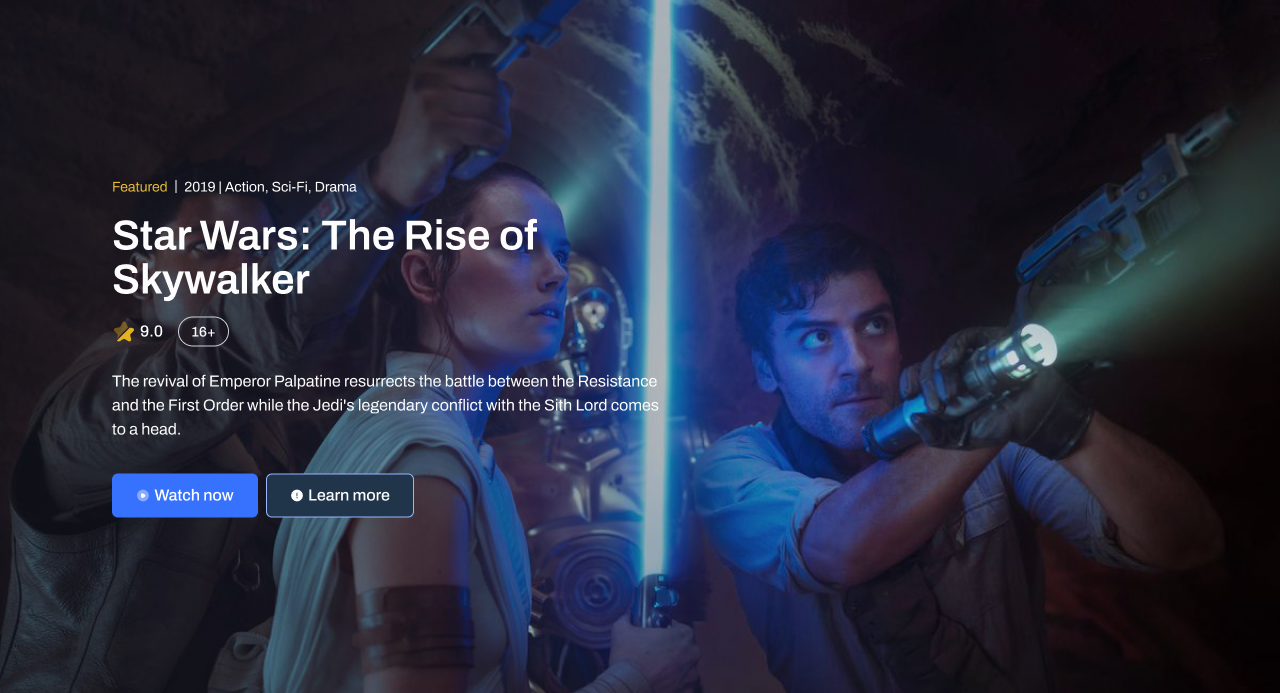 Featured | 2019 | Action, Sci-Fi, Drama
Star Wars: The Rise of
Skywalker
9.0 16+
The revival of Emperor Palpatine resurrects the battle between the Resistance
and the First Order while the Jedi's legendary conflict with the Sith Lord comes
to a head.
Watch now Learn more